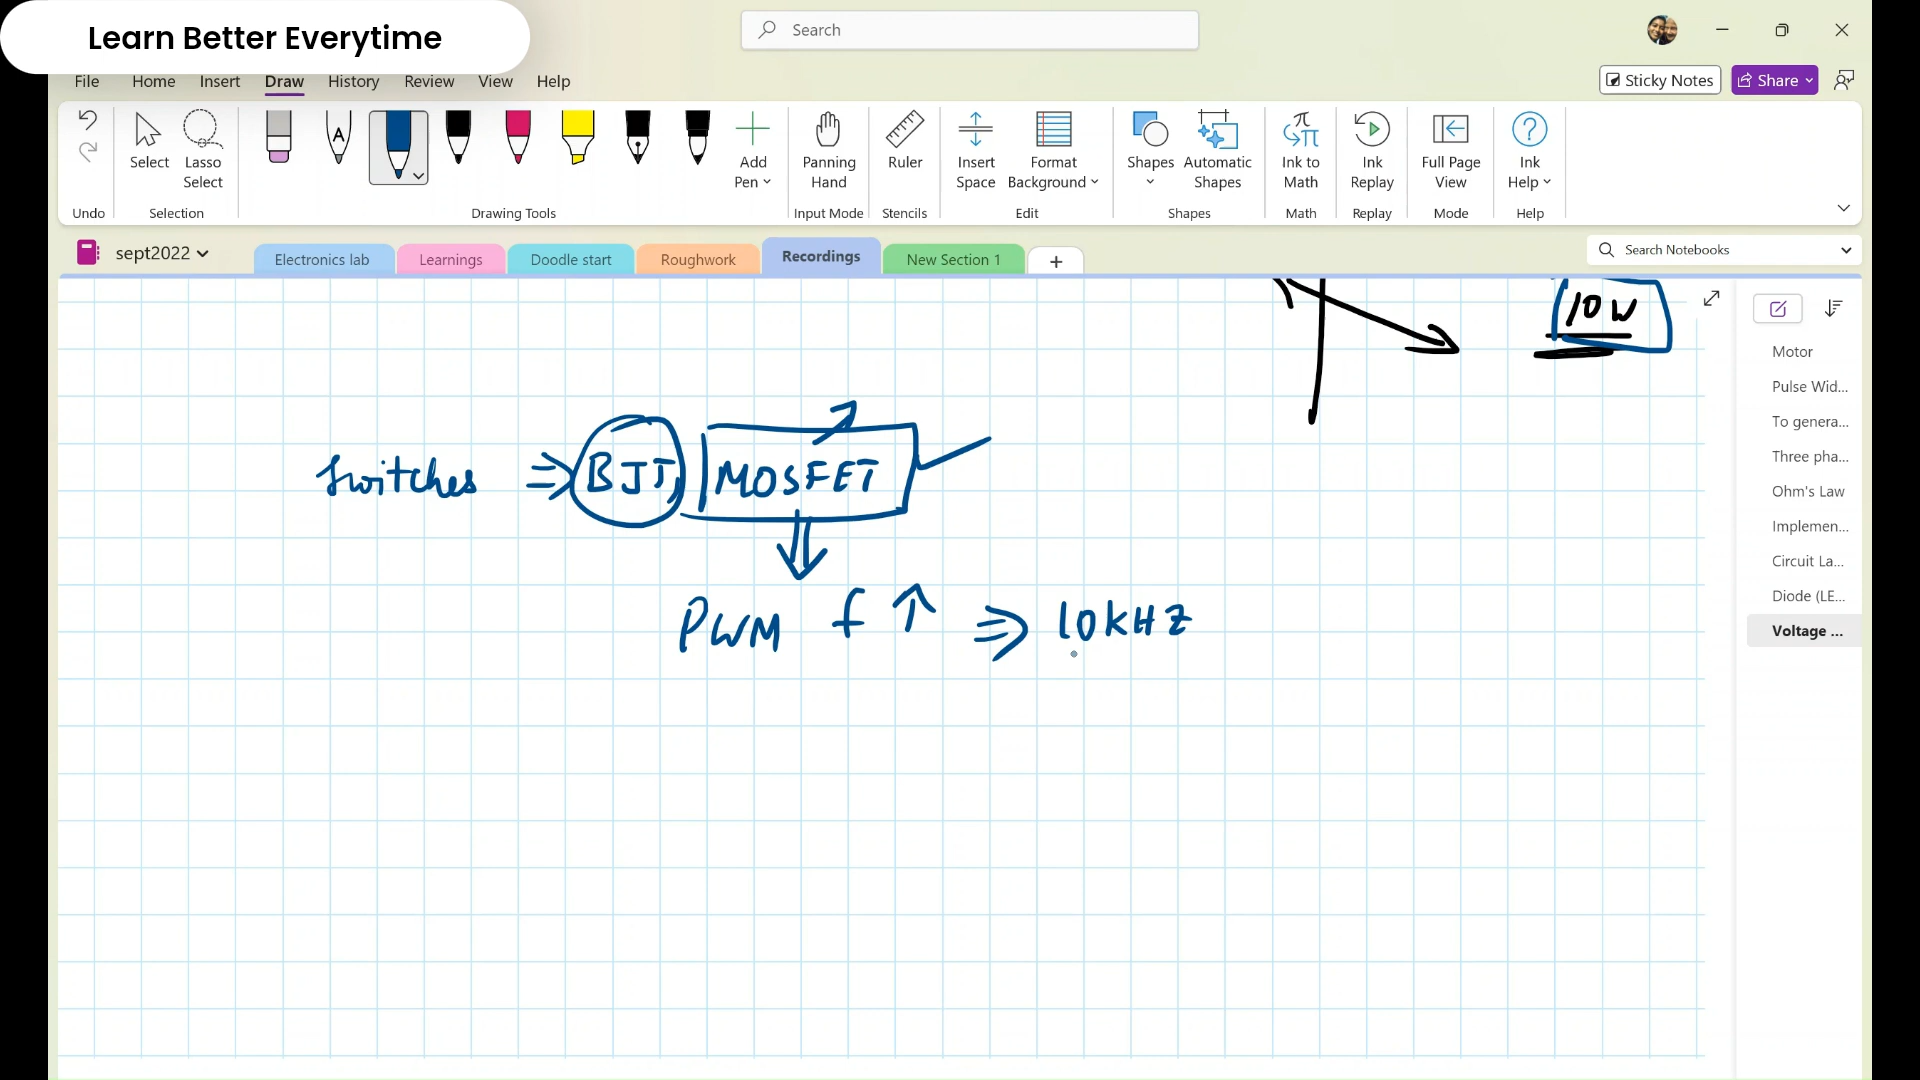 Learn Better Everytime
Search
File Home Insert Draw History Review View Help
Sticky Notes Share
Select
Lasso Select
A
Add Pen
Panning Hand
Ruler
Insert Space
Format Background
Shapes
Automatic Shapes
Ink to Math
Ink Replay
Full Page View
Ink Help
Undo Selection Drawing Tools Input Mode Stencils Edit Shapes Math Replay Mode Help
sept2022 Electronics lab Learnings Doodle start Roughwork Recordings New Section 1 +
Search Notebooks
10 W
Motor
Pulse Wid...
To genera...
Three pha...
Ohm's Law
Implemen...
Circuit La...
Diode (LE...
Voltage ...
Switches ⇒ BJT, MOSFET
PWM f ↑ ⇒ 10kHz